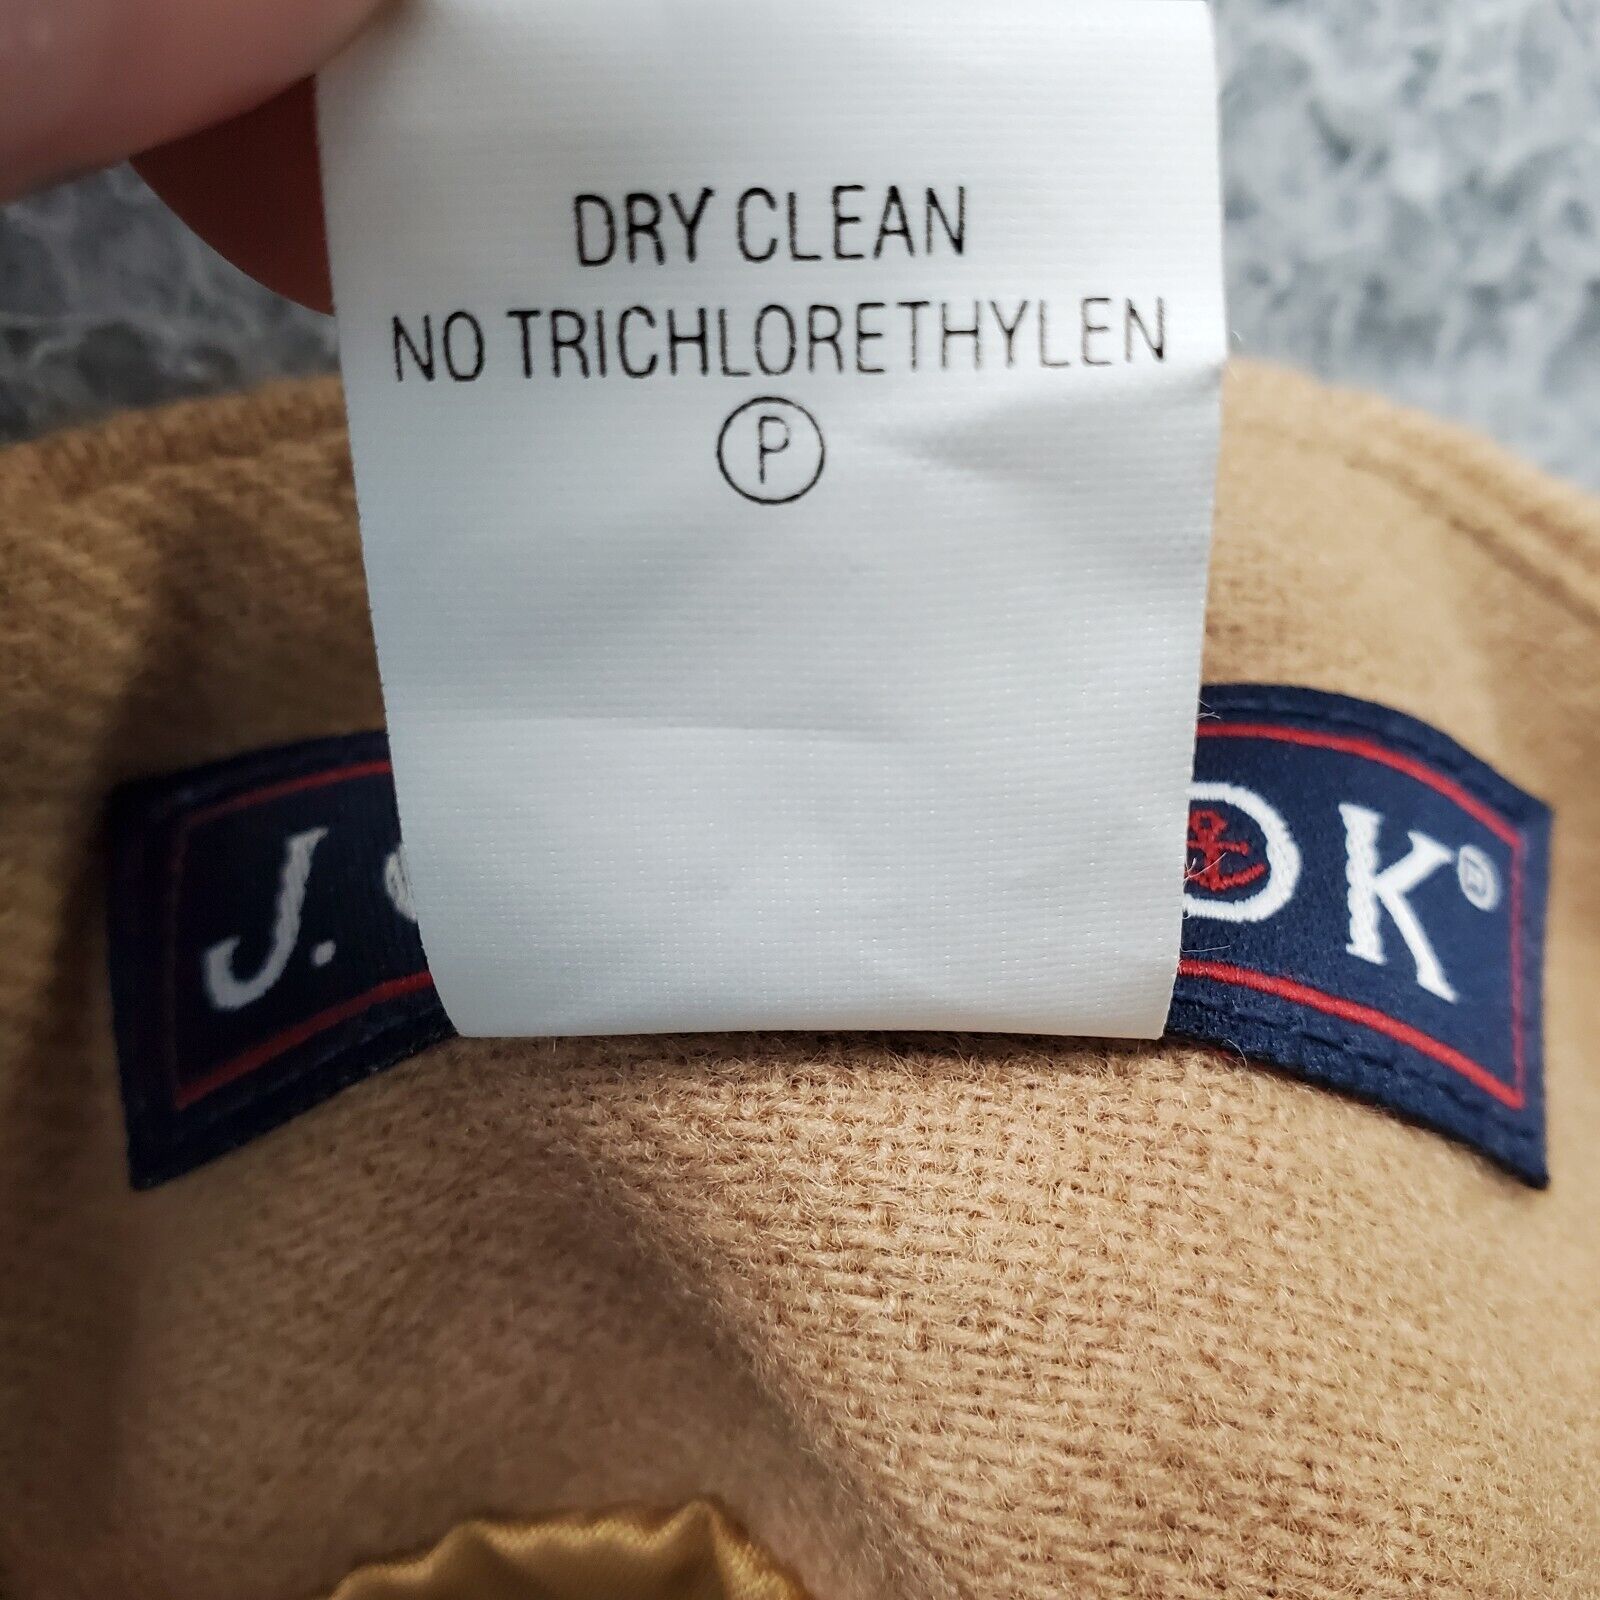 DRY CLEAN
NO TRICHLORETHYLEN
P
J. K®